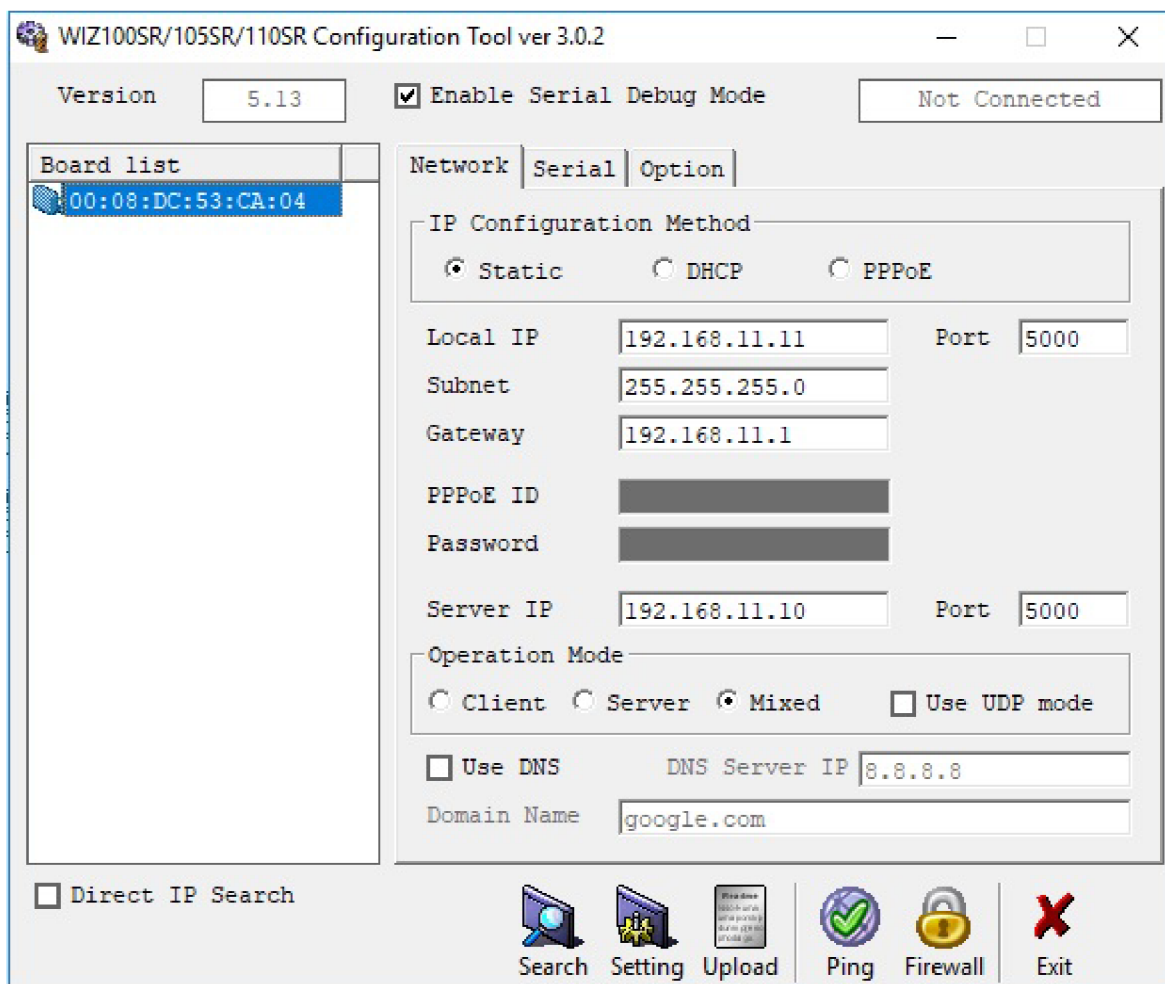 WIZ100SR/105SR/110SR Configuration Tool ver 3.0.2
Version 5.13 Enable Serial Debug Mode Not Connected
Board list
00:08:DC:53:CA:04
Network Serial Option
IP Configuration Method
Static DHCP PPPoE
Local IP 192.168.11.11 Port 5000
Subnet 255.255.255.0
Gateway 192.168.11.1
PPPoE ID
Password
Server IP 192.168.11.10 Port 5000
Operation Mode
Client Server Mixed Use UDP mode
Use DNS DNS Server IP 8.8.8.8
Domain Name google.com
Direct IP Search
Readme
Search Setting Upload Ping Firewall Exit